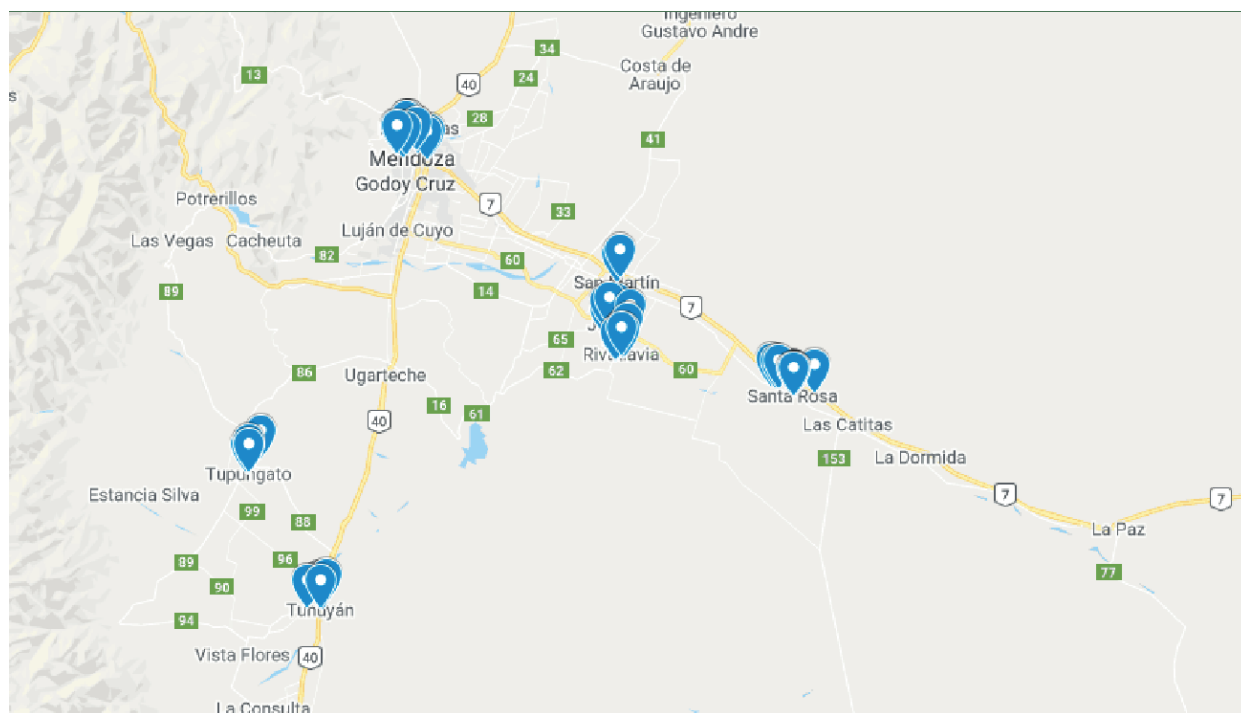 Ingeniero
Gustavo Andre
34
13
40
24
Costa de
Araujo
28
as
41
Mendoza
Godoy Cruz
Potrerillos
7
33
Luján de Cuyo
Las Vegas
Cacheuta
82
60
89
14
San Martín
7
65
Rivadavia
86
62
60
Ugarteche
Santa Rosa
16
61
40
Las Catitas
153
La Dormida
Tupungato
Estancia Silva
7
7
99
88
La Paz
89
96
77
90
94
Tunuyán
Vista Flores
40
La Consulta